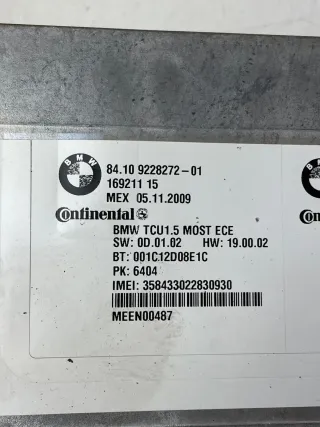 BMW
84.10 9228272-01
169211 15
MEX 05.11.2009
Continental
BMW TCU1.5 MOST ECE
SW: 0D.01.02 HW: 19.00.02
BT: 001C12D08E1C
PK: 6404
IMEI: 358433022830930
MEEN00487